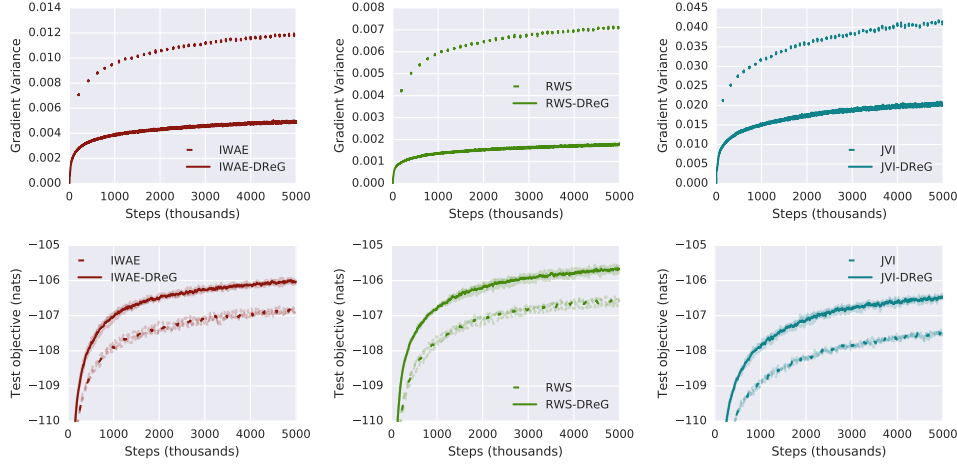 0.014
0.012
0.010
0.008
0.006
0.004
0.002
0.000
Gradient Variance
IWAE
IWAE-DReG
0 1000 2000 3000 4000 5000
Steps (thousands)
0.008
0.007
0.006
0.005
0.004
0.003
0.002
0.001
0.000
Gradient Variance
RWS
RWS-DReG
0 1000 2000 3000 4000 5000
Steps (thousands)
0.045
0.040
0.035
0.030
0.025
0.020
0.015
0.010
0.005
0.000
Gradient Variance
JVI
JVI-DReG
0 1000 2000 3000 4000 5000
Steps (thousands)
−105
−106
−107
−108
−109
−110
Test objective (nats)
IWAE
IWAE-DReG
0 1000 2000 3000 4000 5000
Steps (thousands)
−105
−106
−107
−108
−109
−110
Test objective (nats)
RWS
RWS-DReG
0 1000 2000 3000 4000 5000
Steps (thousands)
−105
−106
−107
−108
−109
−110
Test objective (nats)
JVI
JVI-DReG
0 1000 2000 3000 4000 5000
Steps (thousands)